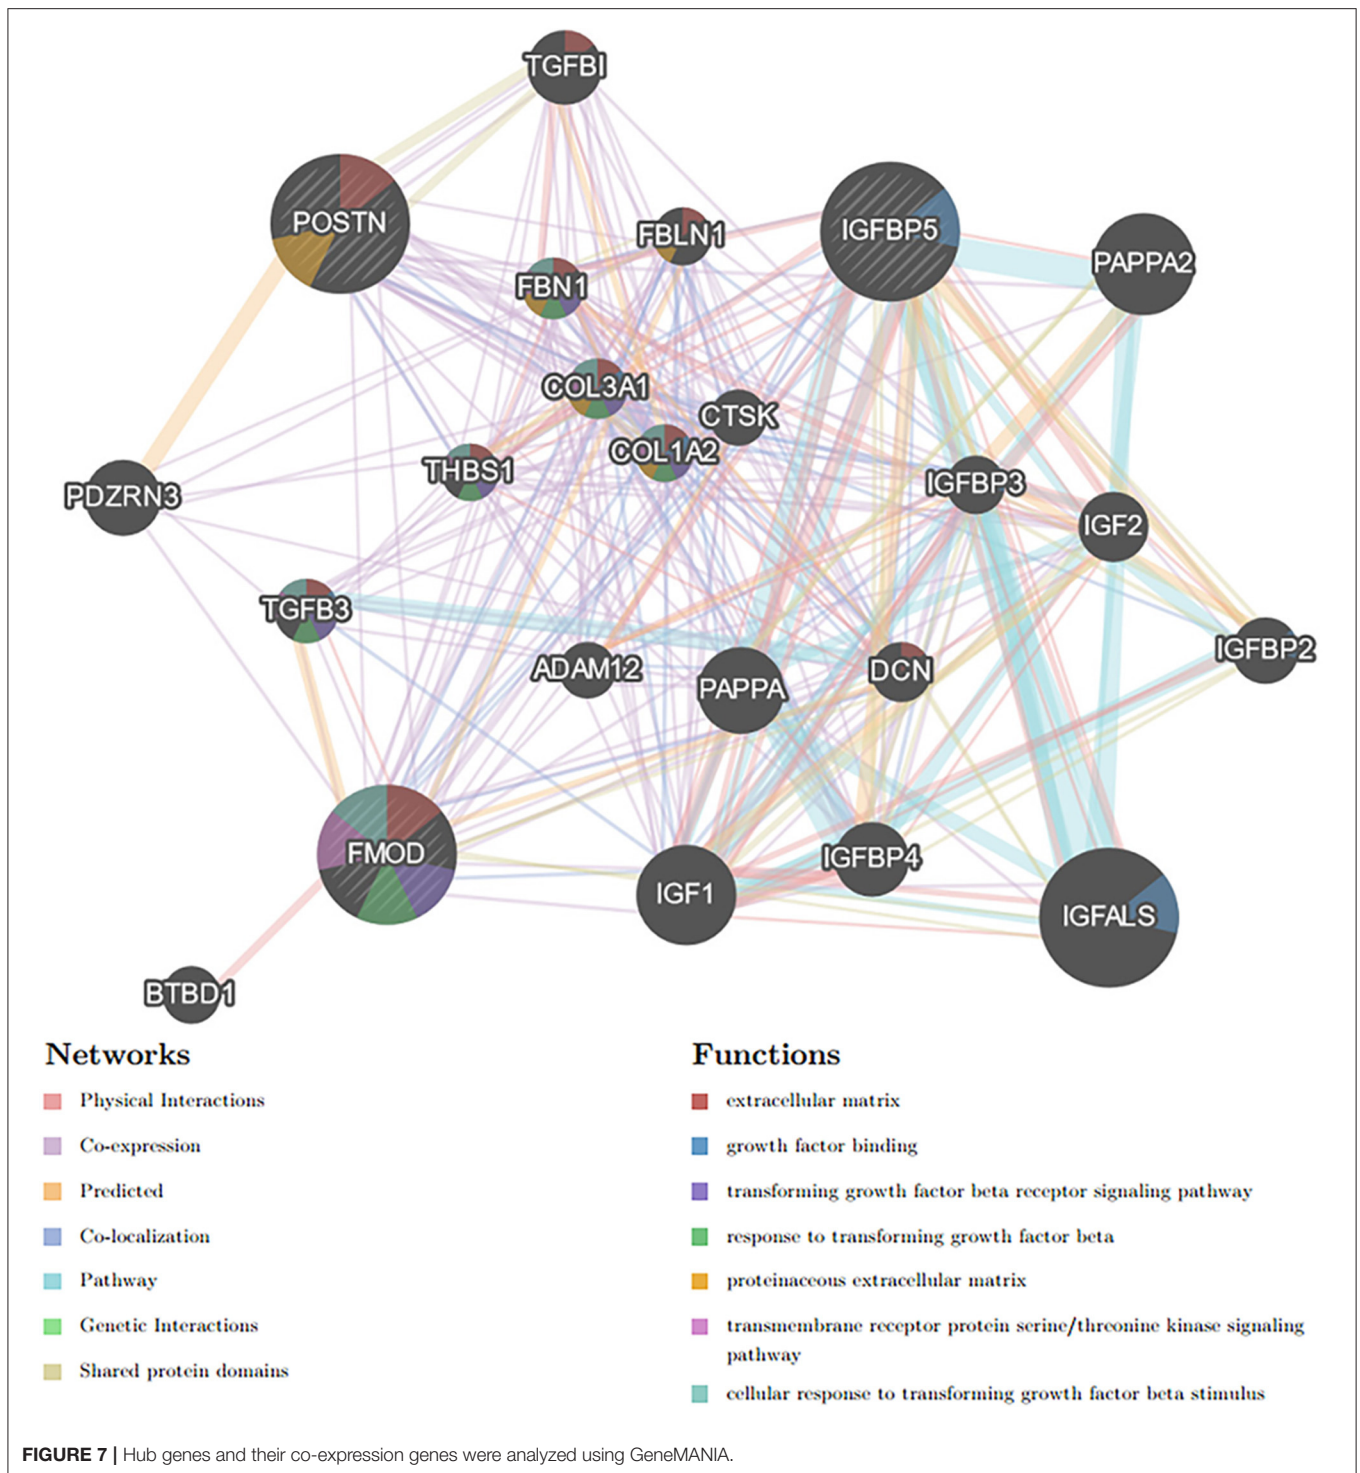 TGFBI
POSTN
FBLN1
IGFBP5
PAPPA2
FBN1
COL3A1
CTSK
COL1A2
THBS1
IGFBP3
PDZRN3
IGF2
TGFB3
IGFBP2
ADAM12
PAPPA
DCN
FMOD
IGF1
IGFBP4
IGFALS
BTBD1
Networks
Physical Interactions
Co-expression
Predicted
Co-localization
Pathway
Genetic Interactions
Shared protein domains
Functions
extracellular matrix
growth factor binding
transforming growth factor beta receptor signaling pathway
response to transforming growth factor beta
proteinaceous extracellular matrix
transmembrane receptor protein serine/threonine kinase signaling
pathway
cellular response to transforming growth factor beta stimulus
FIGURE 7 | Hub genes and their co-expression genes were analyzed using GeneMANIA.